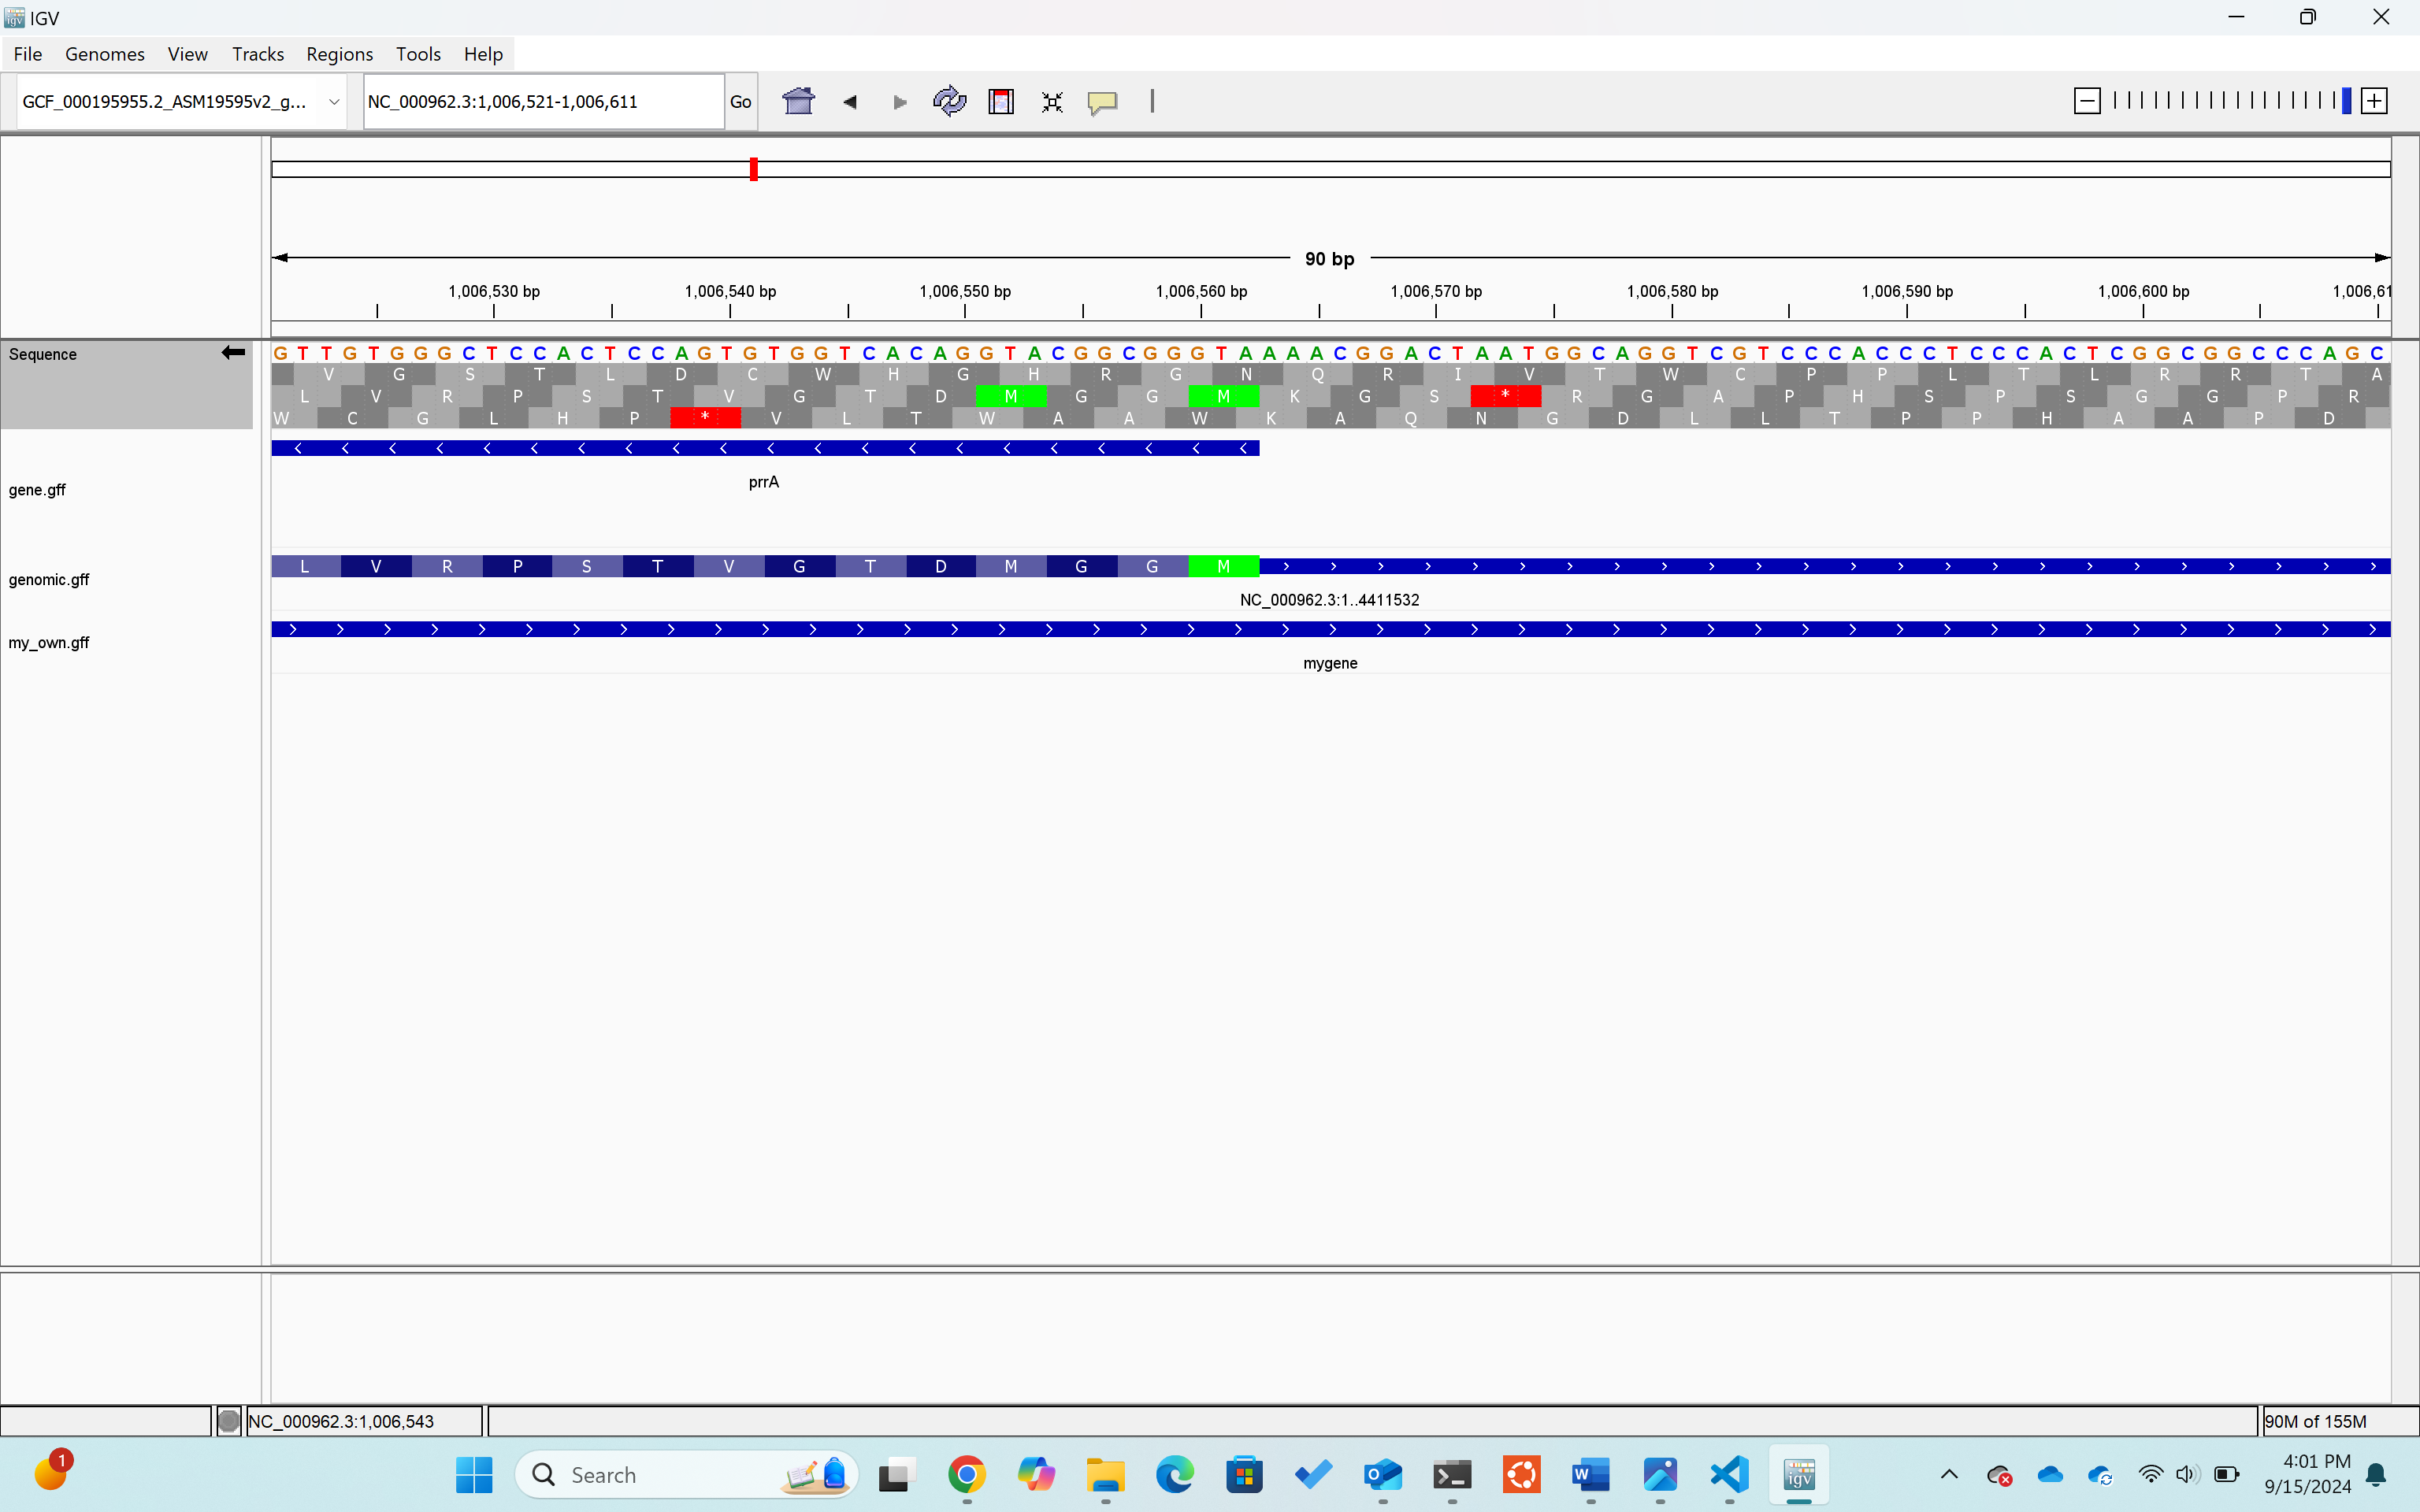 IGV
File Genomes View Tracks Regions Tools Help
GCF_000195955.2_ASM19595v2_g... NC_000962.3:1,006,521-1,006,611 Go
90 bp
1,006,530 bp 1,006,540 bp 1,006,550 bp 1,006,560 bp 1,006,570 bp 1,006,580 bp 1,006,590 bp 1,006,600 bp 1,006,61
Sequence G T T G T G G G C T C C A C T C C A G T G T G G T C A C A G G T A C G G C G G G T A A A A C G G A C T A A T G G C A G G T C G T C C C A C C C T C C C A C T C G G C G G C C C A G C
V G S T L D C W H G H R G N Q R I V T W C P P L T L R R T A
L V R P S T V G T D M G G M K G S * R G A P H S P S G G P R
W C G L H P * V L T W A A W K A Q N G D L L T P P H A A P D
prrA
gene.gff
L V R P S T V G T D M G G M
genomic.gff
NC_000962.3:1..4411532
my_own.gff
mygene
NC_000962.3:1,006,543 90M of 155M
1 Search 4:01 PM
9/15/2024